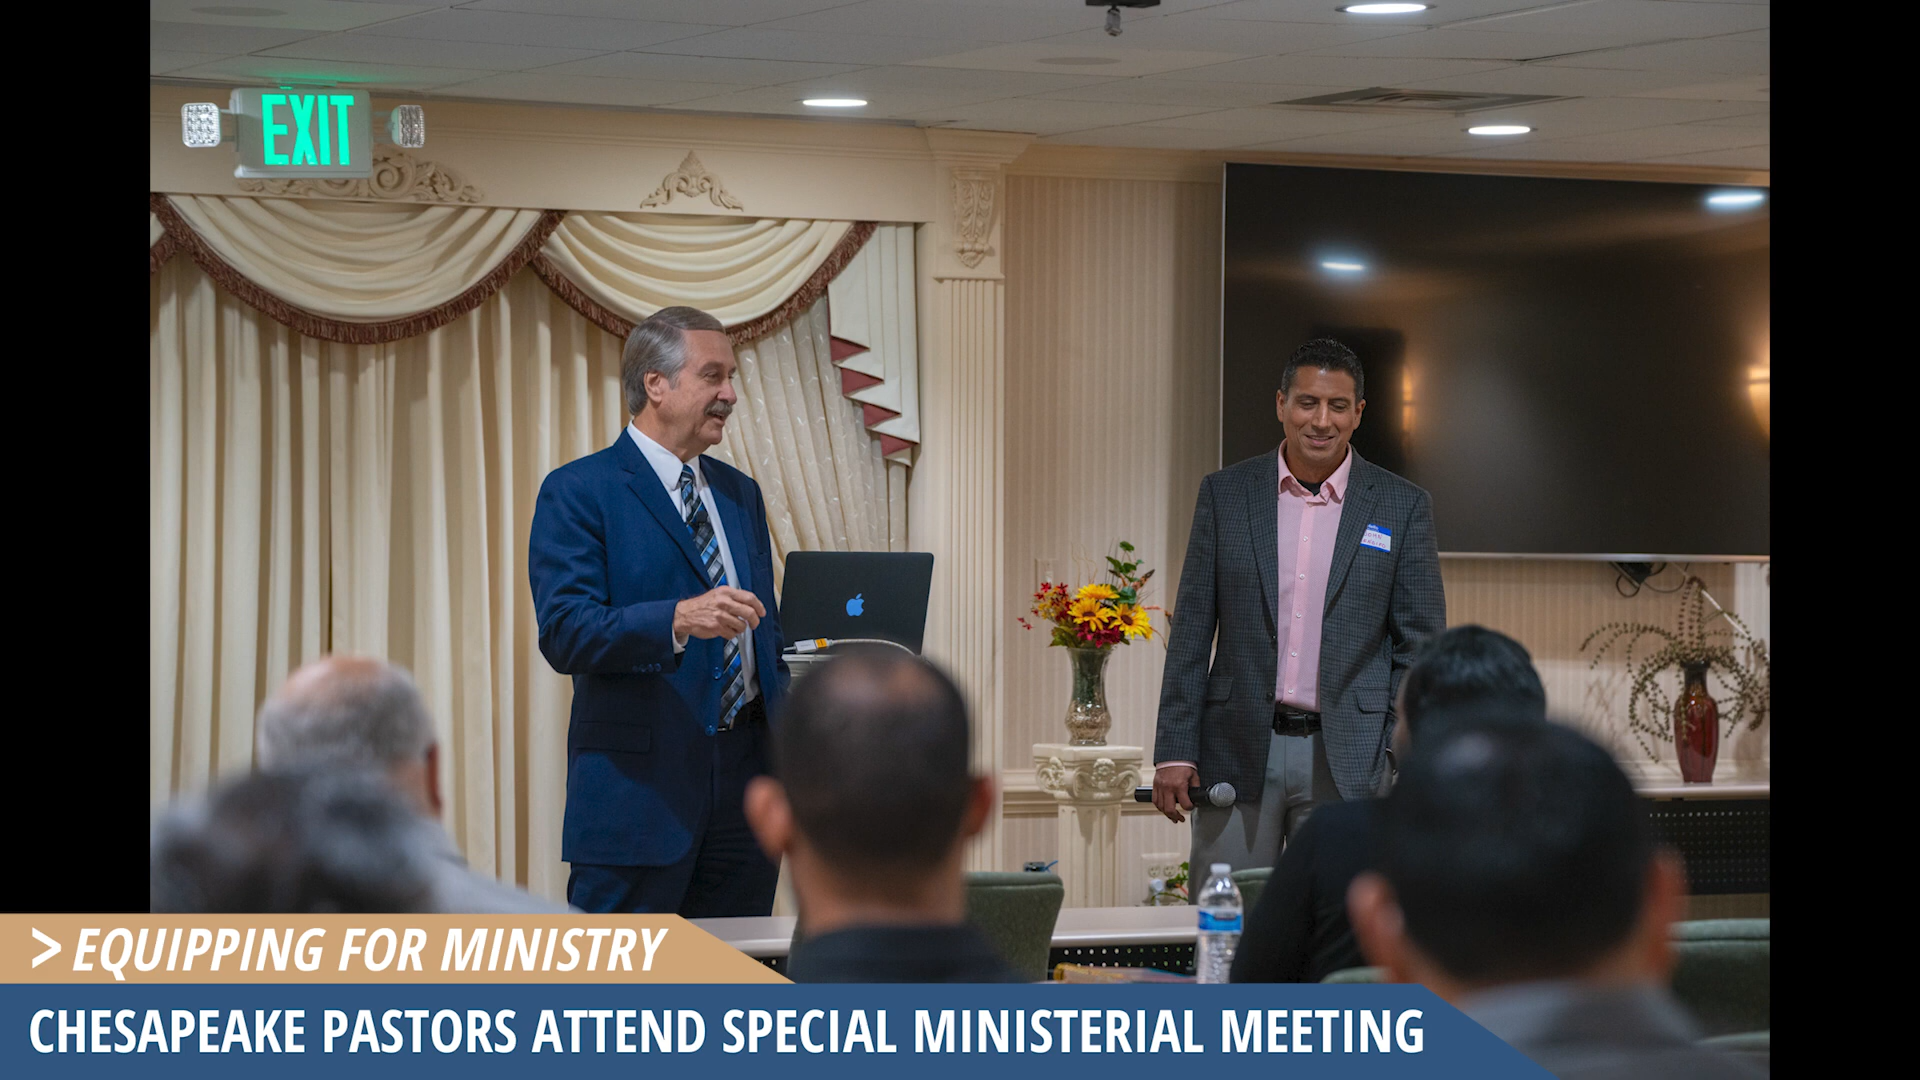 EXIT
> EQUIPPING FOR MINISTRY
CHESAPEAKE PASTORS ATTEND SPECIAL MINISTERIAL MEETING